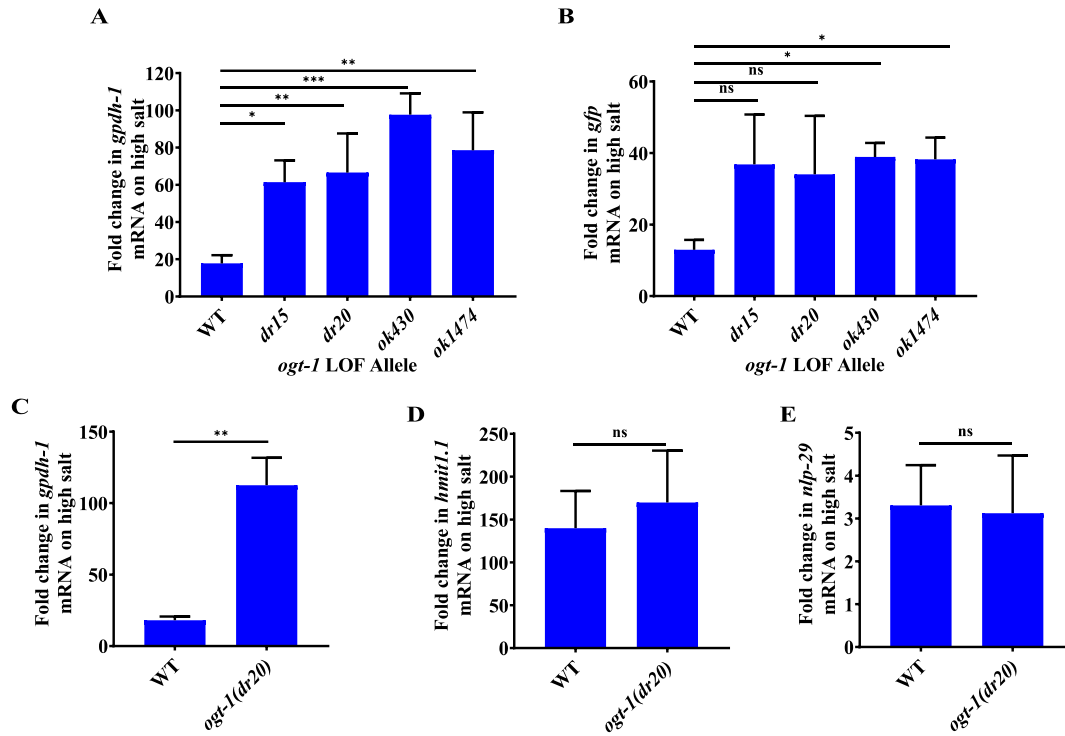 A
Fold change in gpdh-1
mRNA on high salt
120
100
80
60
40
20
0
**
***
**
*
WT
dr15
dr20
ok430
ok1474
ogt-1 LOF Allele
B
Fold change in gfp
mRNA on high salt
60
40
20
0
*
*
ns
ns
WT
dr15
dr20
ok430
ok1474
ogt-1 LOF Allele
C
Fold change in gpdh-1
mRNA on high salt
150
100
50
0
**
WT
ogt-1(dr20)
D
Fold change in hmit1.1
mRNA on high salt
250
200
150
100
50
0
ns
WT
ogt-1(dr20)
E
Fold change in nlp-29
mRNA on high salt
5
4
3
2
1
0
ns
WT
ogt-1(dr20)